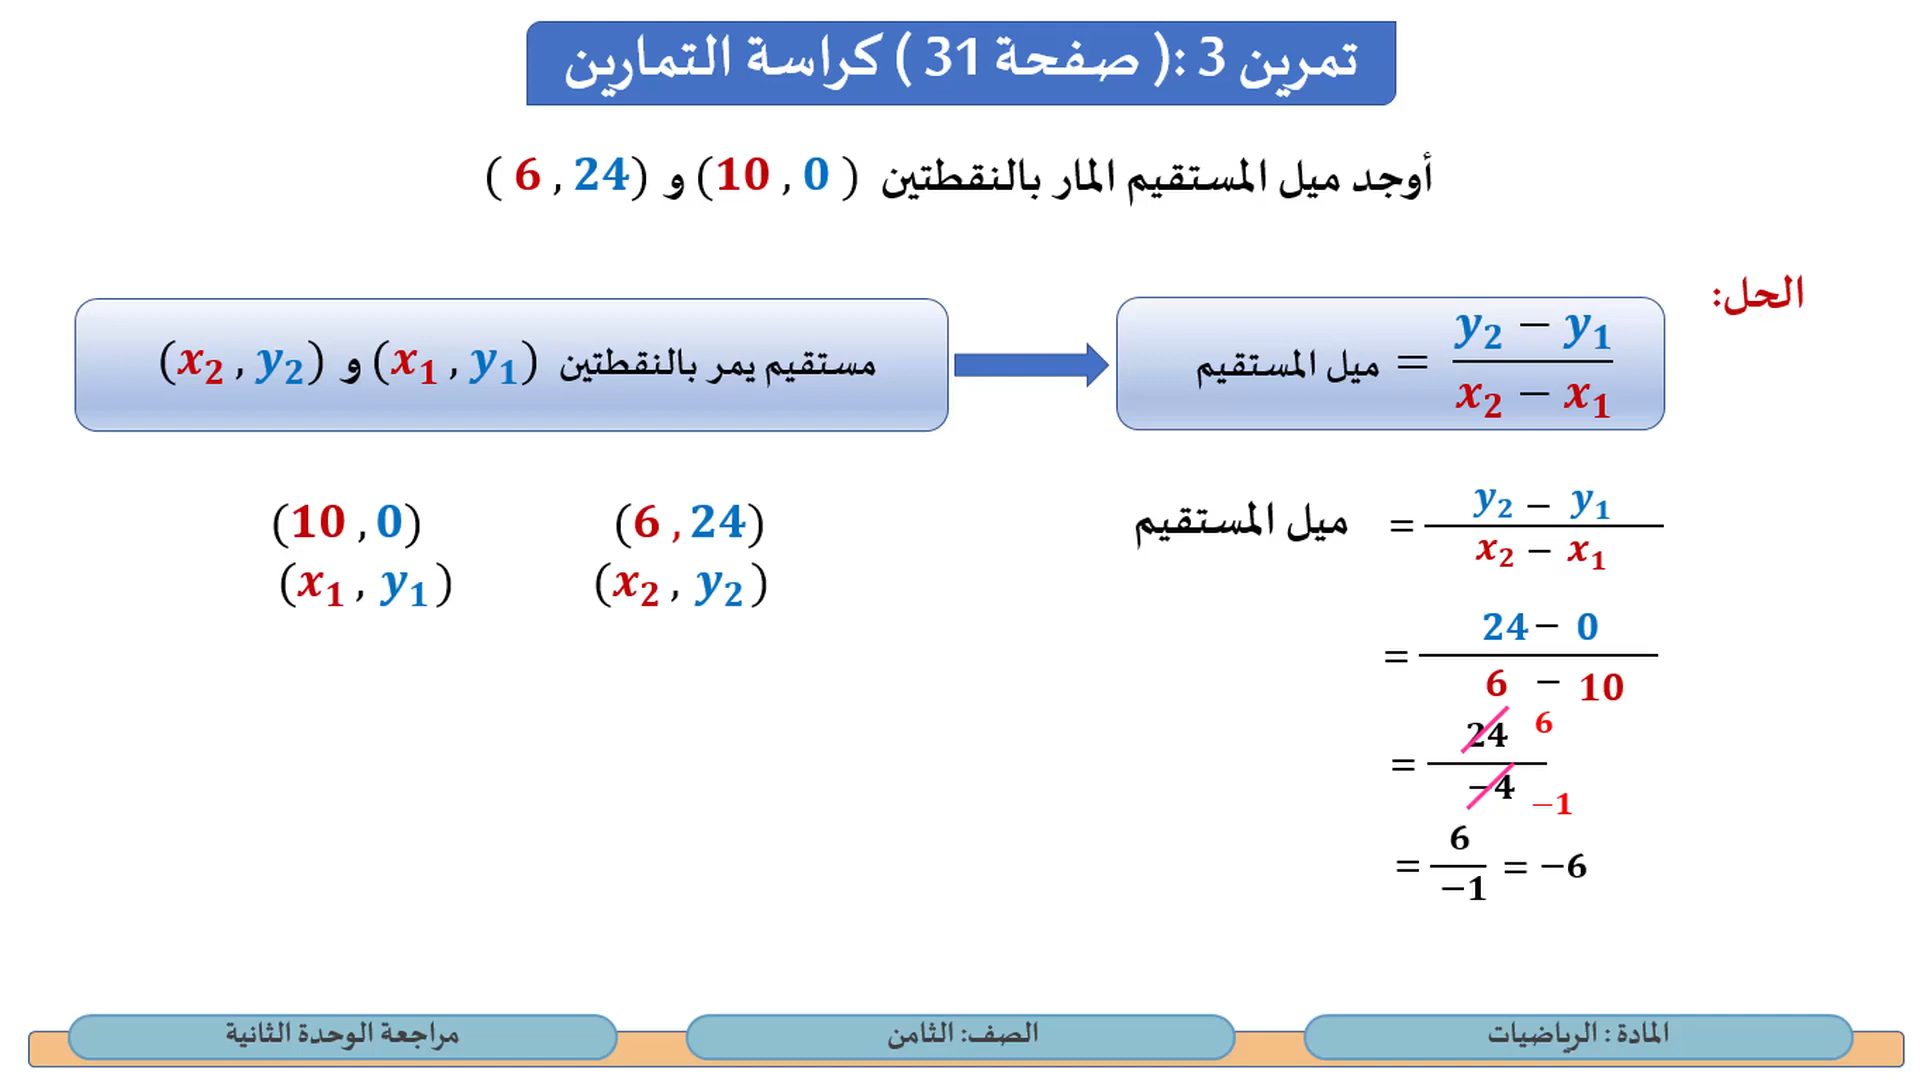 تمرين 3 :( صفحة 31 ) كراسة التمارين
أوجد ميل المستقيم المار بالنقطتين (10 , 0 ) و ( 6 , 24)
الحل:
مستقيم يمر بالنقطتين (x₁ , y₁) و (x₂ , y₂)
ميل المستقيم = (y₂ − y₁) / (x₂ − x₁)
(10 , 0) (6 , 24)
(x₁ , y₁) (x₂ , y₂)
ميل المستقيم = (y₂ − y₁) / (x₂ − x₁)
= (24 − 0) / (6 − 10)
= 24 / −4 6 −1
= 6 / −1 = −6
المادة : الرياضيات
الصف: الثامن
مراجعة الوحدة الثانية